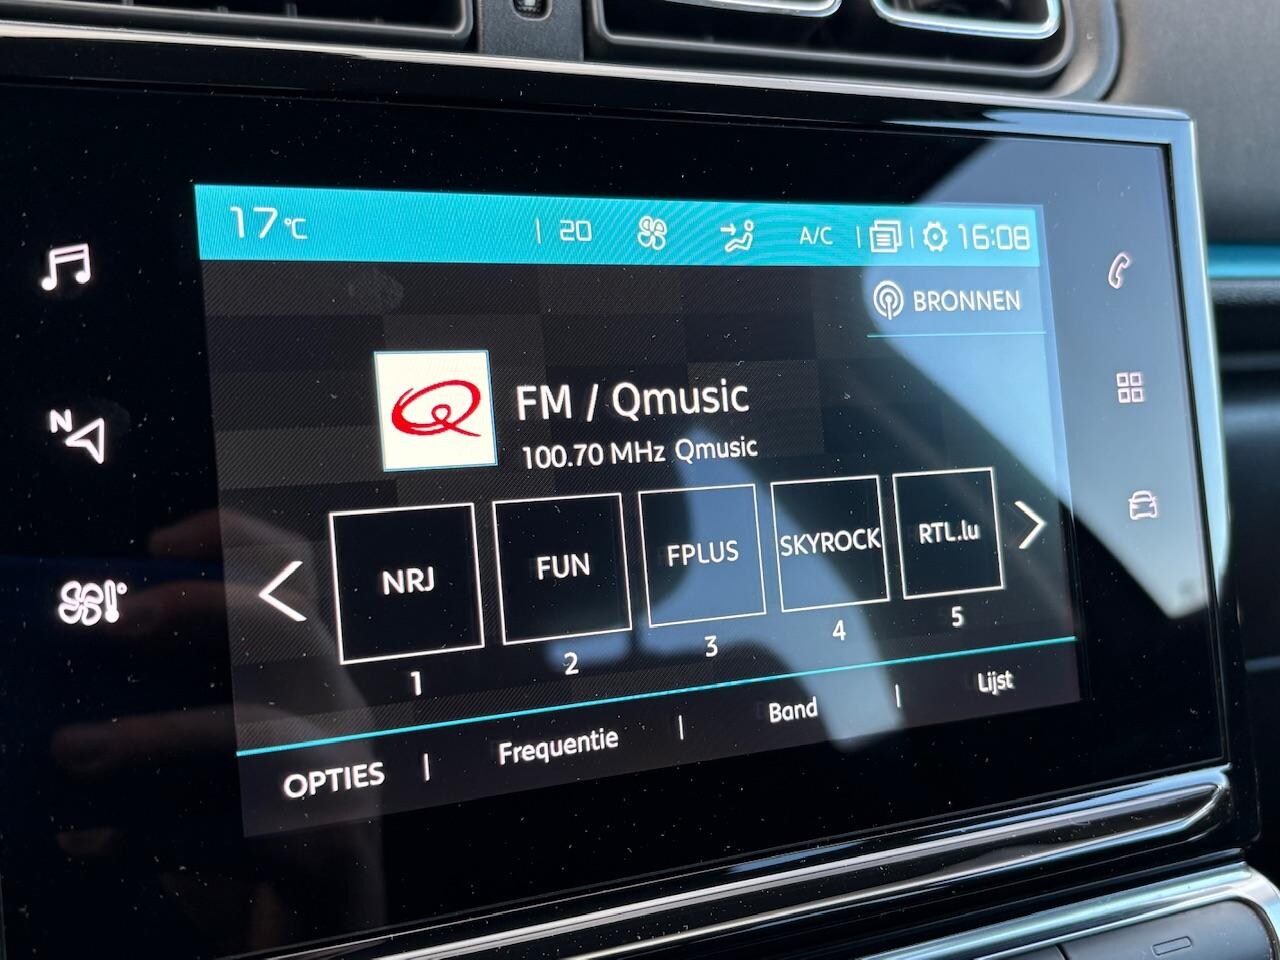 17 °C | 20 A/C | | 16:08
BRONNEN
FM / Qmusic
100.70 MHz Qmusic
N
NRJ FUN FPLUS SKYROCK RTL.lu
1 2 3 4 5
OPTIES | Frequentie | Band | Lijst